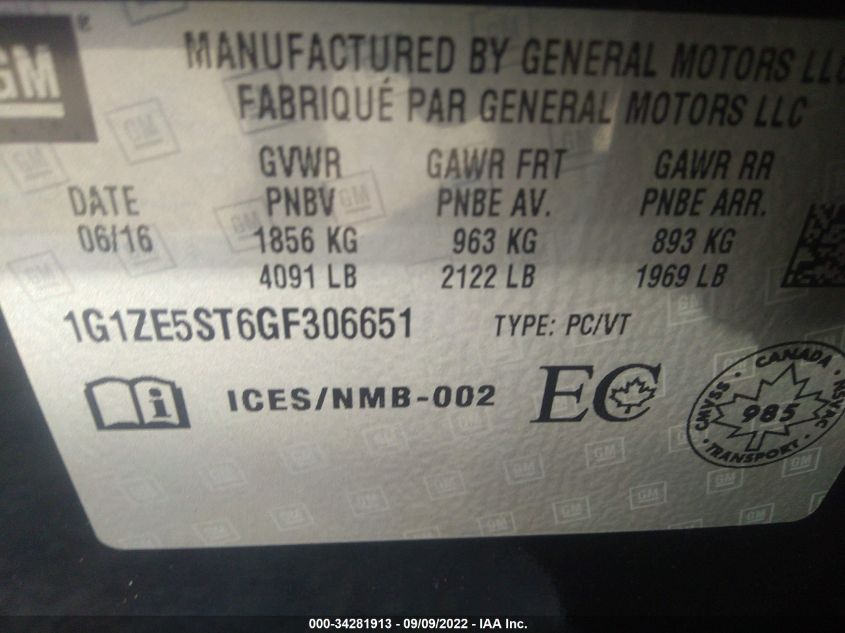 GM
MANUFACTURED BY GENERAL MOTORS LLC
FABRIQUÉ PAR GENERAL MOTORS LLC
GVWR GAWR FRT GAWR RR
DATE PNBV PNBE AV. PNBE ARR.
06/16 1856 KG 963 KG 893 KG
4091 LB 2122 LB 1969 LB
1G1ZE5ST6GF306651 TYPE: PC/VT
i ICES/NMB-002 EC
CANADA
CMVSS 985 NSVAC
TRANSPORT
000-34281913 - 09/09/2022 - IAA Inc.